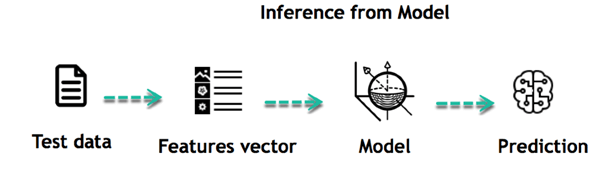 Inference from Model
Test data
Features vector
Model
Prediction